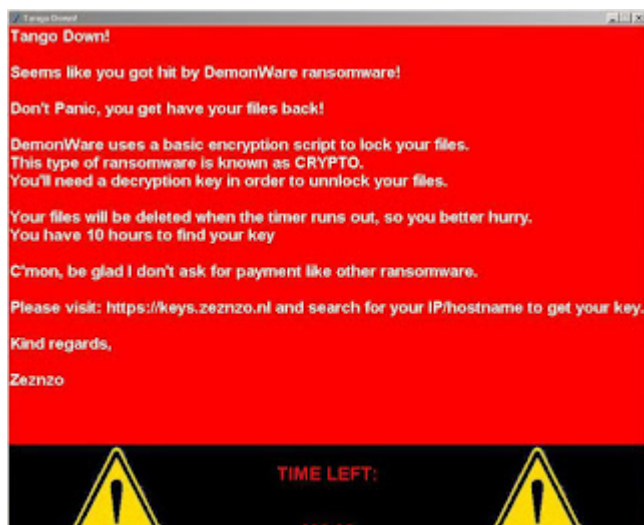 Tango Down!
Tango Down!
Seems like you got hit by DemonWare ransomware!
Don't Panic, you get have your files back!
DemonWare uses a basic encryption script to lock your files.
This type of ransomware is known as CRYPTO.
You'll need a decryption key in order to unnlock your files.
Your files will be deleted when the timer runs out, so you better hurry.
You have 10 hours to find your key
C'mon, be glad I don't ask for payment like other ransomware.
Please visit: https://keys.zeznzo.nl and search for your IP/hostname to get your key.
Kind regards,
Zeznzo
TIME LEFT: